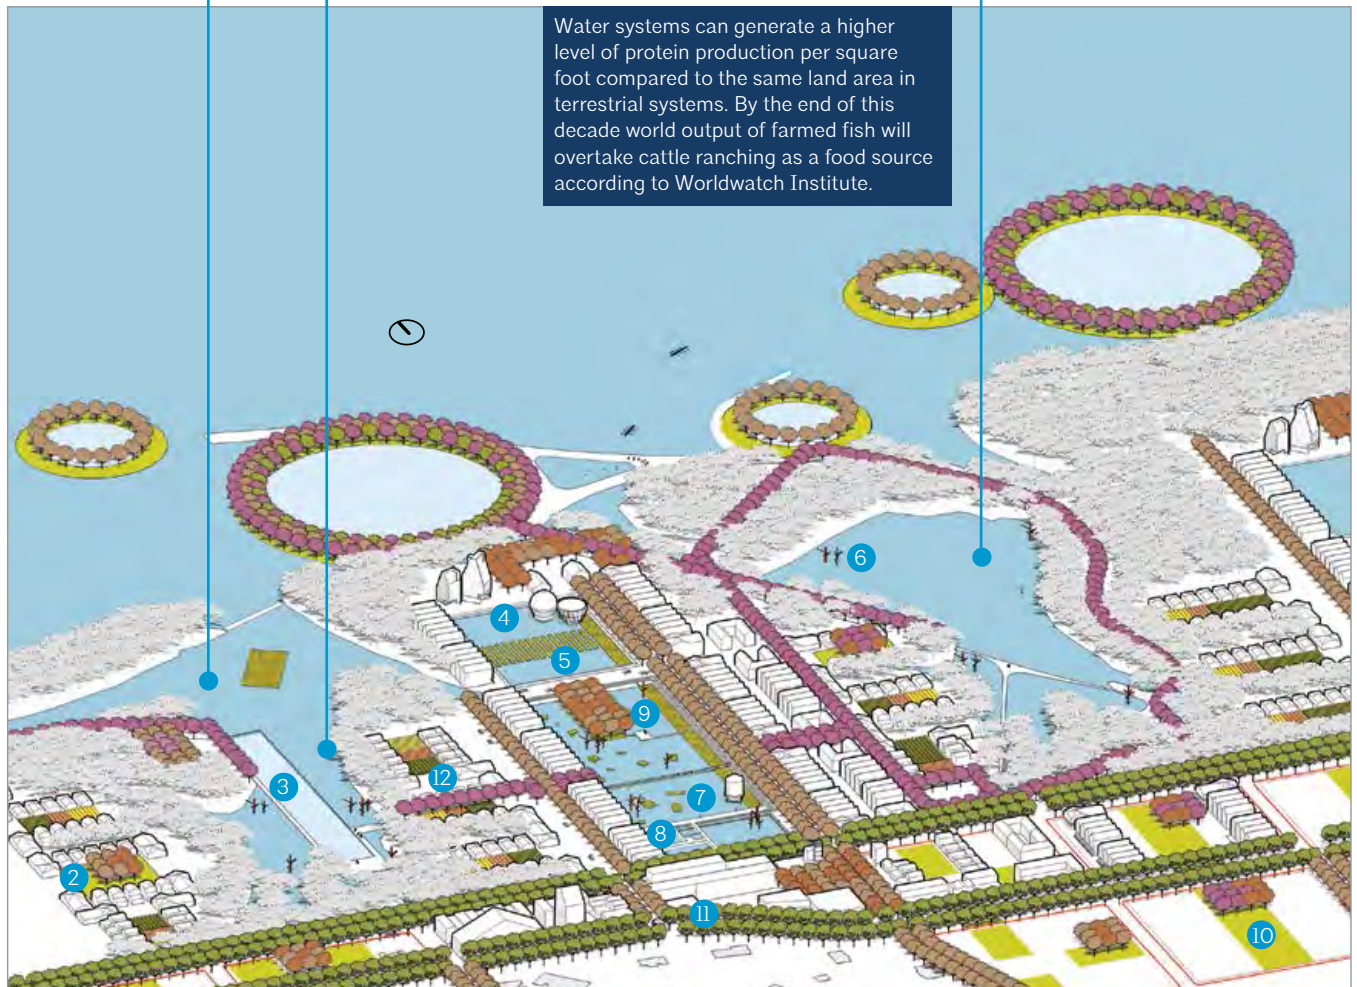 Water systems can generate a higher
level of protein production per square
foot compared to the same land area in
terrestrial systems. By the end of this
decade world output of farmed fish will
overtake cattle ranching as a food source
according to Worldwatch Institute.
6
4
5
9
12
3
7
8
2
11
10